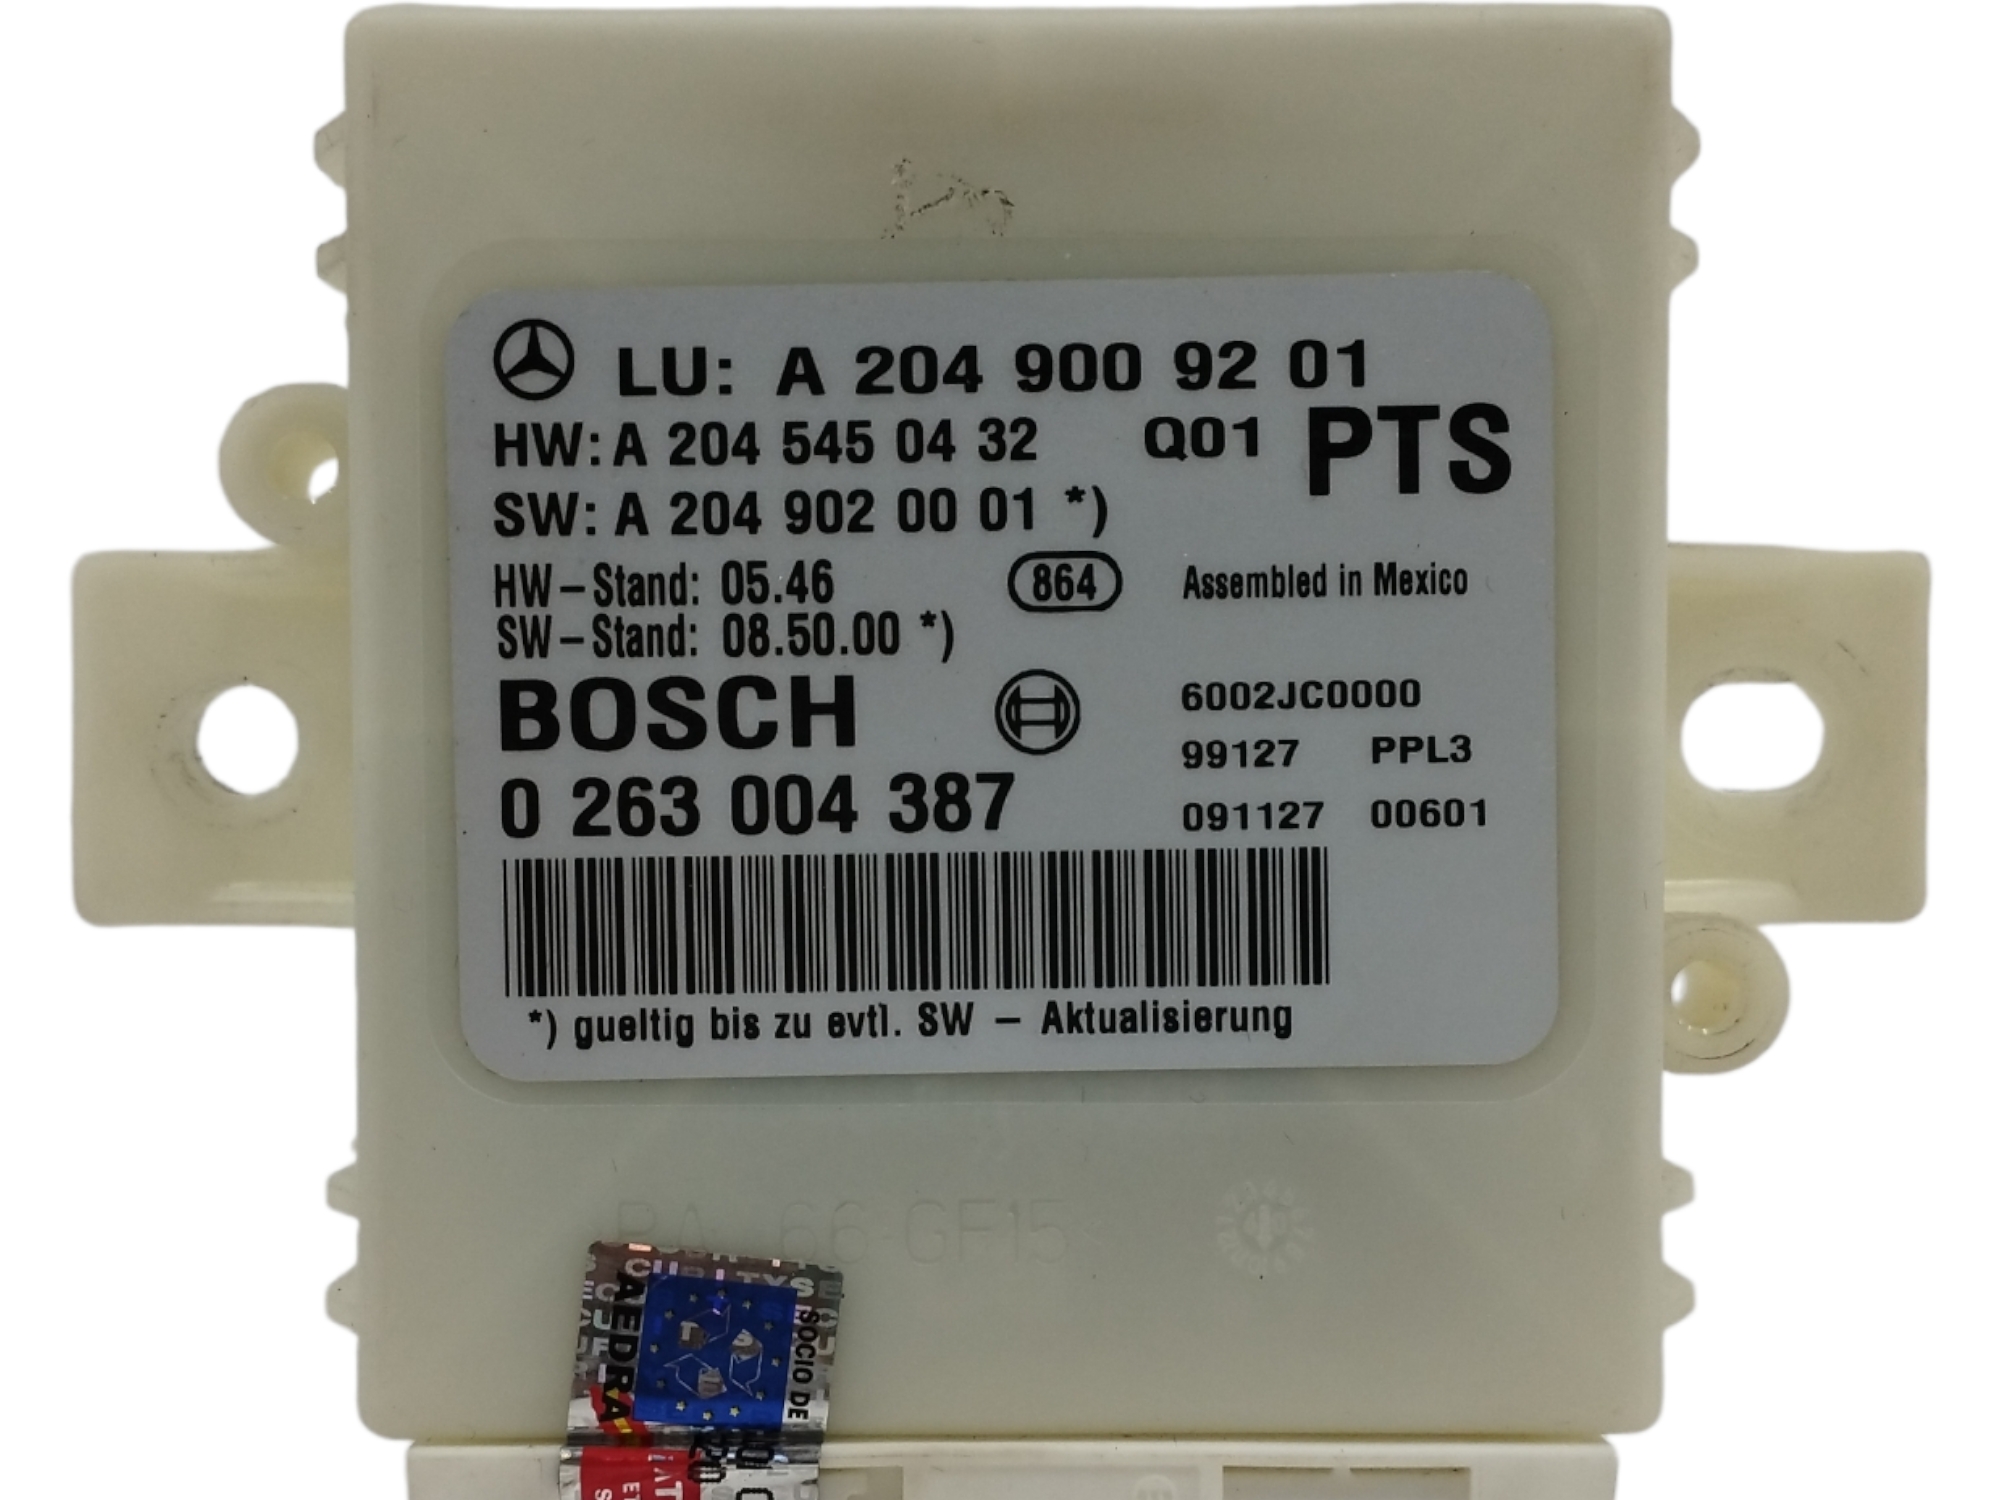 LU: A 204 900 92 01
HW: A 204 545 04 32 Q01 PTS
SW: A 204 902 00 01 *)
HW-Stand: 05.46 864 Assembled in Mexico
SW-Stand: 08.50.00 *)
BOSCH 6002JC0000
99127 PPL3
0 263 004 387 091127 00601
*) gueltig bis zu evtl. SW - Aktualisierung
66-GF15
AEDRA
SOCIO DE